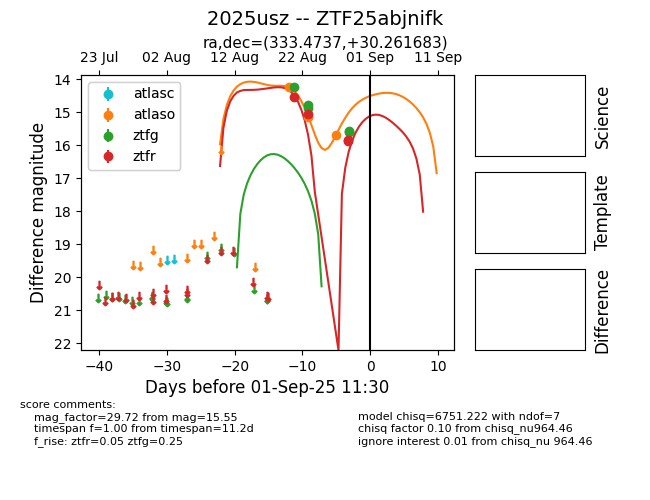 2025usz -- ZTF25abjnifk
ra,dec=(333.4737,+30.261683)
23 Jul 02 Aug 12 Aug 22 Aug 01 Sep 11 Sep
atlasc
atlaso
ztfg
ztfr
14
15
16
17
18
19
20
21
22
Difference magnitude
−40 −30 −20 −10 0 10
Days before 01-Sep-25 11:30
Science
Template
Difference
score comments:
mag_factor=29.72 from mag=15.55
timespan f=1.00 from timespan=11.2d
f_rise: ztfr=0.05 ztfg=0.25
model chisq=6751.222 with ndof=7
chisq factor 0.10 from chisq_nu964.46
ignore interest 0.01 from chisq_nu 964.46